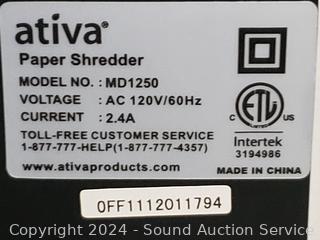 ativa®
Paper Shredder
MODEL NO. : MD1250
VOLTAGE : AC 120V/60Hz
CURRENT : 2.4A
TOLL-FREE CUSTOMER SERVICE
1-877-777-HELP(1-877-777-4357)
www.ativaproducts.com
ETL
C US
Intertek
3194986
MADE IN CHINA
0FF1112011794
Copyright © 2024 - Sound Auction Service